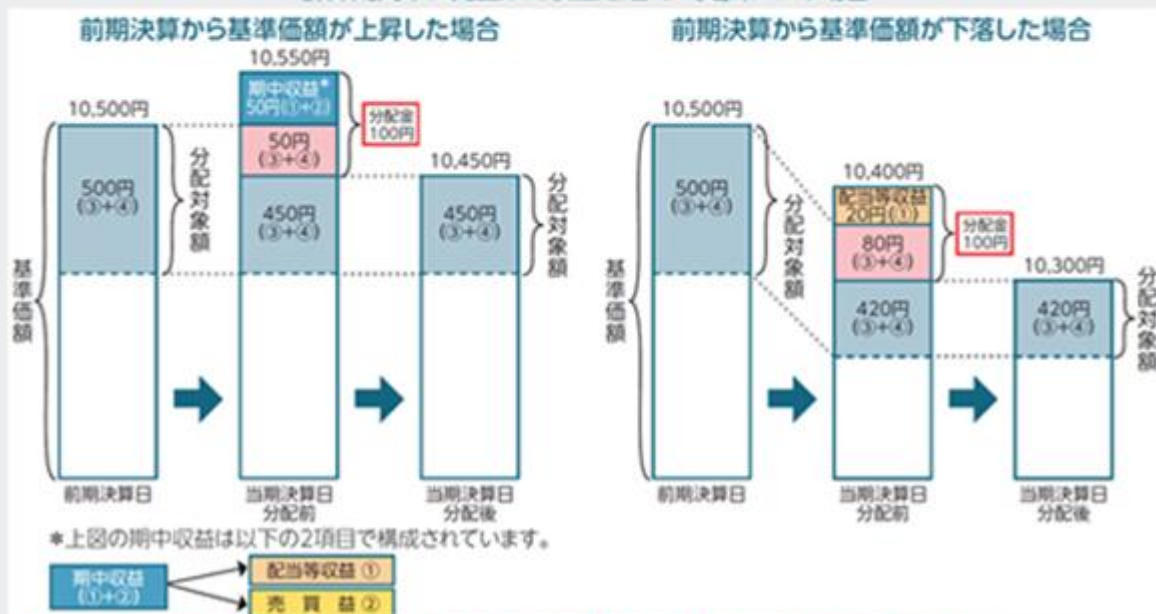 前期決算から基準価額が上昇した場合
10,500円
10,550円
期中収益*
50円(①+②)
分配金
100円
50円
(③+④)
10,450円
500円
(③+④)
分配対象額
450円
(③+④)
450円
(③+④)
分配対象額
基準価額
前期決算日
当期決算日
分配前
当期決算日
分配後
前期決算から基準価額が下落した場合
10,500円
10,400円
500円
(③+④)
分配対象額
配当等収益
20円(①)
分配金
100円
80円
(③+④)
10,300円
420円
(③+④)
420円
(③+④)
分配対象額
基準価額
前期決算日
当期決算日
分配前
当期決算日
分配後
*上図の期中収益は以下の2項目で構成されています。
期中収益
(①+②)
配当等収益 ①
売 買 益 ②